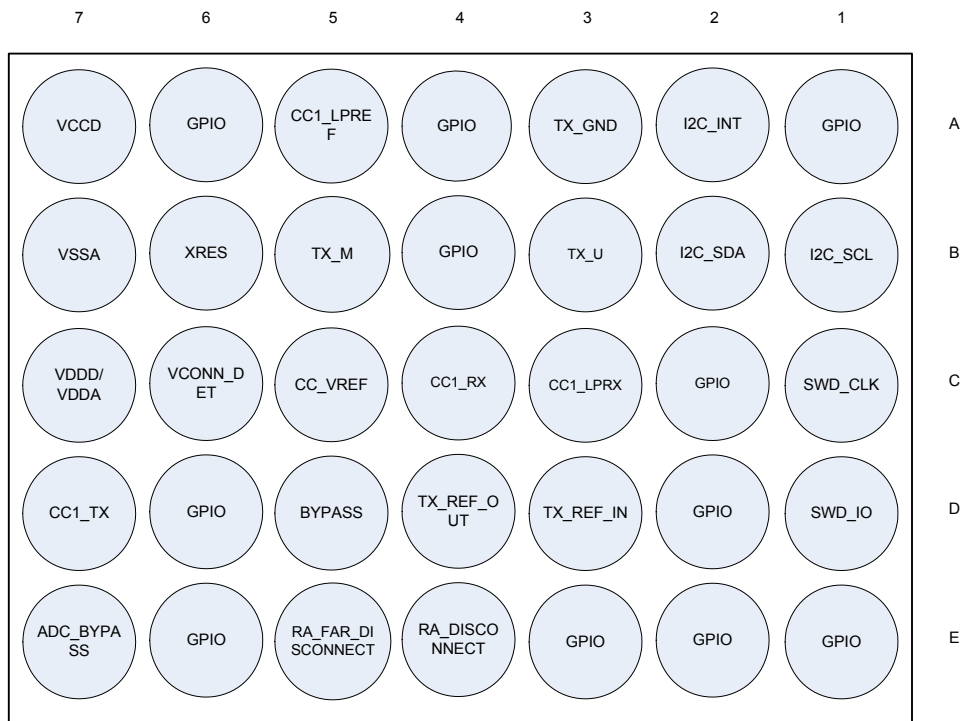 7 6 5 4 3 2 1
VCCD GPIO CC1_LPRE
F GPIO TX_GND I2C_INT GPIO A
VSSA XRES TX_M GPIO TX_U I2C_SDA I2C_SCL B
VDDD/
VDDA VCONN_D
ET CC_VREF CC1_RX CC1_LPRX GPIO SWD_CLK C
CC1_TX GPIO BYPASS TX_REF_O
UT TX_REF_IN GPIO SWD_IO D
ADC_BYPA
SS GPIO RA_FAR_DI
SCONNECT RA_DISCO
NNECT GPIO GPIO GPIO E